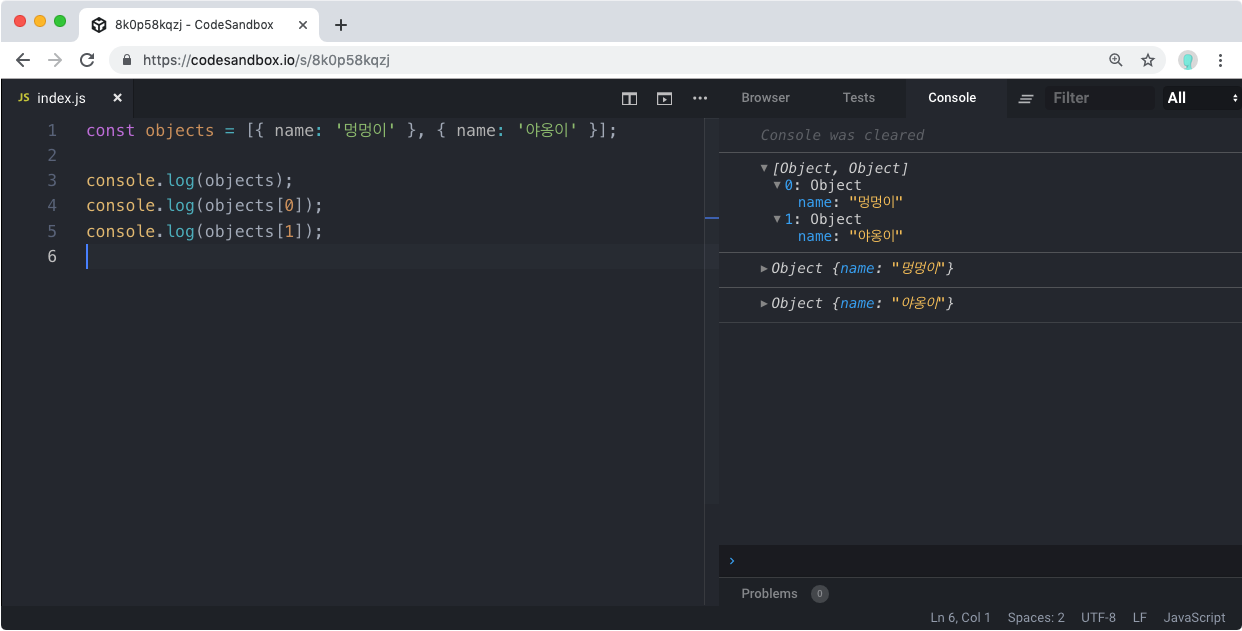 8k0p58kqzj - CodeSandbox
https://codesandbox.io/s/8k0p58kqzj
JS index.js
Browser Tests Console Filter All
1 const objects = [{ name: '멍멍이' }, { name: '야옹이' }];
2
3 console.log(objects);
4 console.log(objects[0]);
5 console.log(objects[1]);
6
Console was cleared
[Object, Object]
0: Object
name: "멍멍이"
1: Object
name: "야옹이"
Object {name: "멍멍이"}
Object {name: "야옹이"}
Problems 0
Ln 6, Col 1 Spaces: 2 UTF-8 LF JavaScript